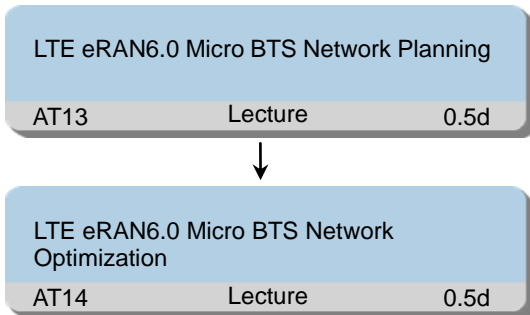 LTE eRAN6.0 Micro BTS Network Planning
AT13 Lecture 0.5d
LTE eRAN6.0 Micro BTS Network
Optimization
AT14 Lecture 0.5d